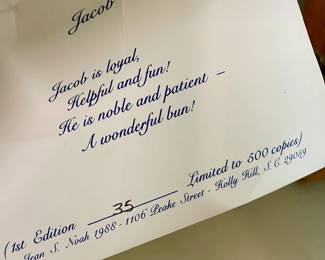 Jacob
Jacob is loyal,
Helpful and fun!
He is noble and patient –
A wonderful bun!
(1st Edition 35 Limited to 500 copies)
Jean S. Noah 1988 - 1106 Peake Street - Holly Hill, S.C. 29059